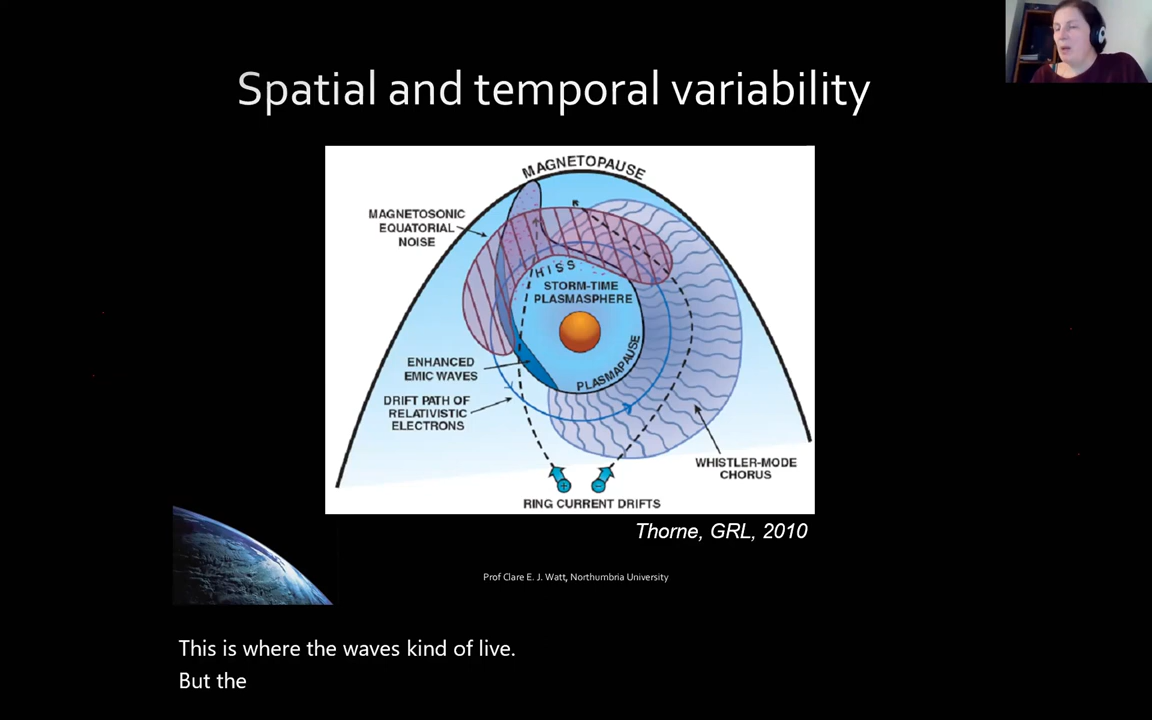 Spatial and temporal variability
MAGNETOPAUSE
MAGNETOSONIC
EQUATORIAL
NOISE
HISS
STORM-TIME
PLASMASPHERE
PLASMAPAUSE
ENHANCED
EMIC WAVES
DRIFT PATH OF
RELATIVISTIC
ELECTRONS
WHISTLER-MODE
CHORUS
+
−
RING CURRENT DRIFTS
Thorne, GRL, 2010
Prof Clare E. J. Watt, Northumbria University
This is where the waves kind of live.
But the